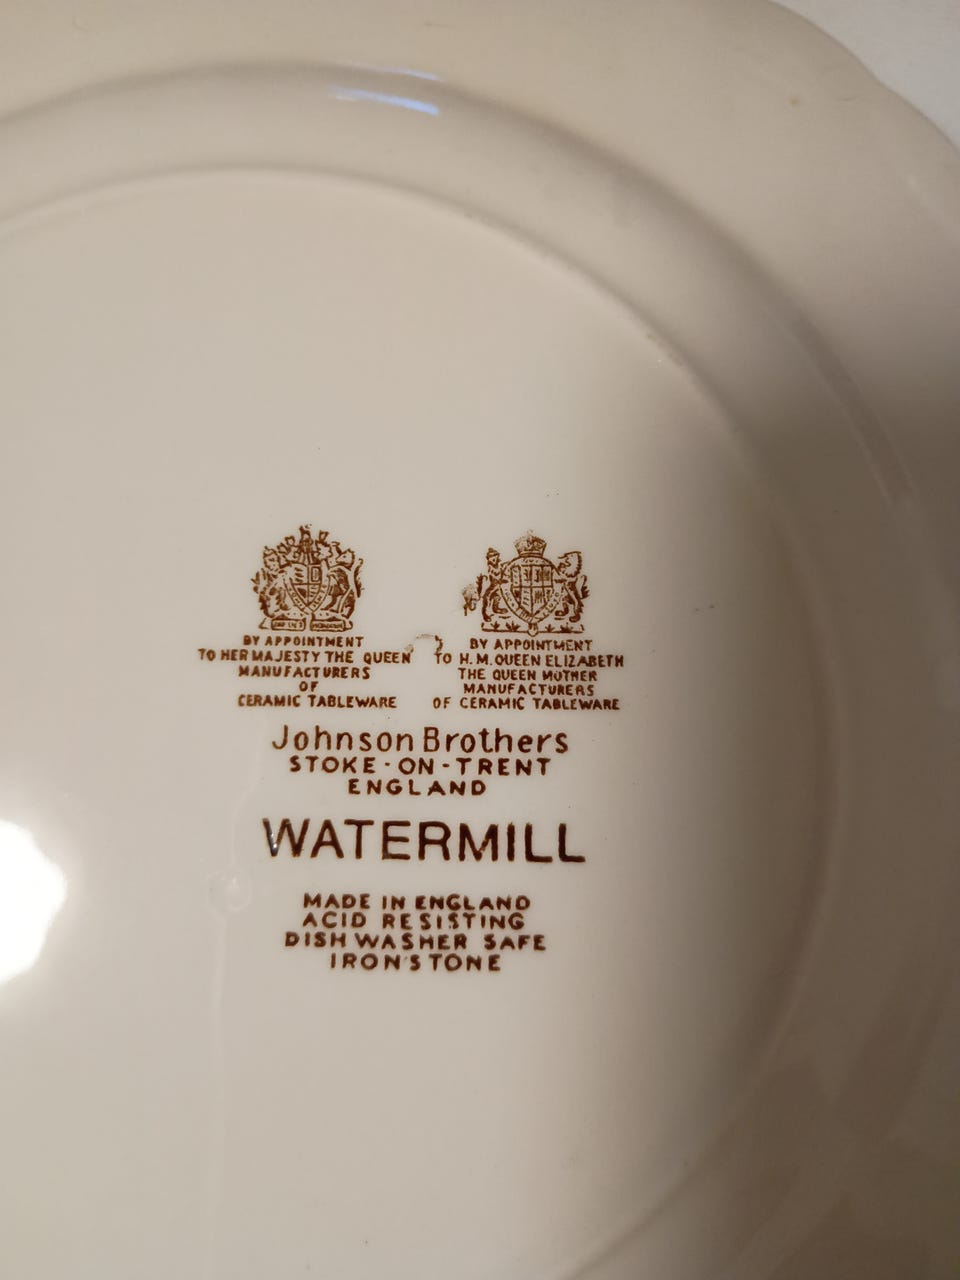 BY APPOINTMENT
TO HER MAJESTY THE QUEEN
MANUFACTURERS
OF
CERAMIC TABLEWARE
BY APPOINTMENT
TO H.M. QUEEN ELIZABETH
THE QUEEN MOTHER
MANUFACTURERS
OF CERAMIC TABLEWARE
Johnson Brothers
STOKE-ON-TRENT
ENGLAND
WATERMILL
MADE IN ENGLAND
ACID RESISTING
DISH WASHER SAFE
IRONSTONE